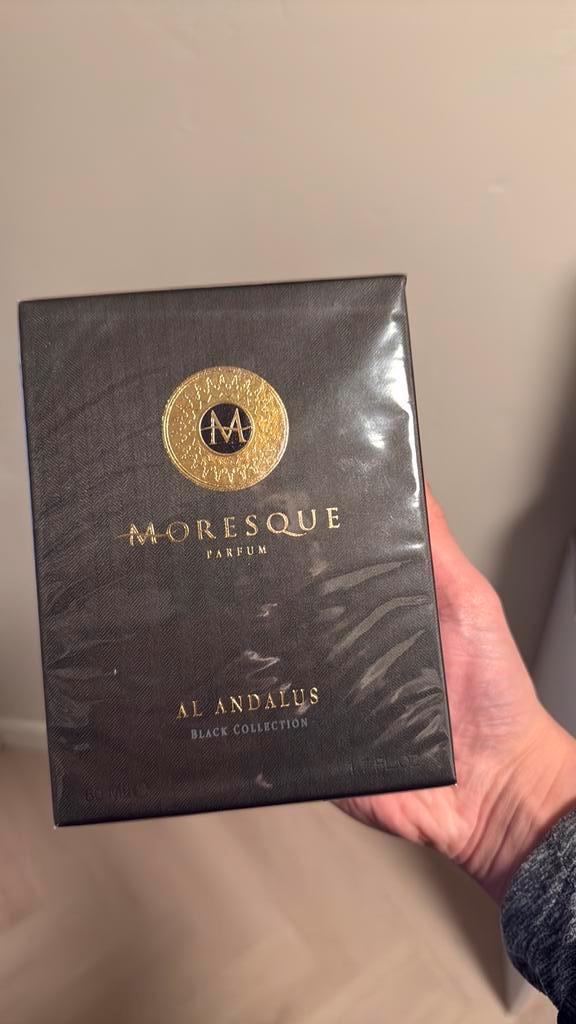 M
MORESQUE
PARFUM
AL ANDALUS
BLACK COLLECTION